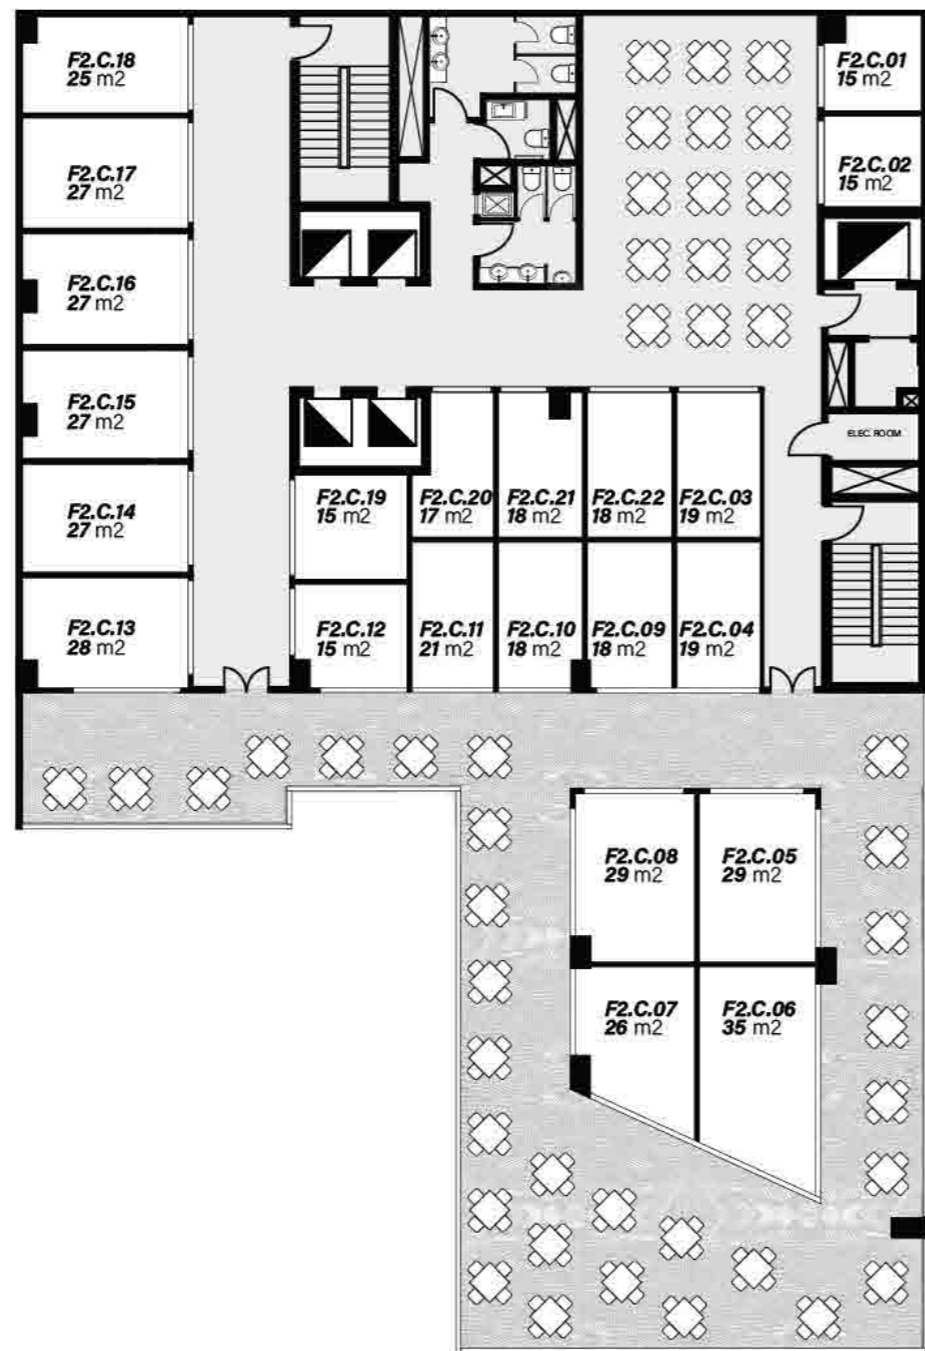 F2.C.18
25 m2
F2.C.01
15 m2
F2.C.17
27 m2
F2.C.02
15 m2
F2.C.16
27 m2
F2.C.15
27 m2
ELEC. ROOM
F2.C.14
27 m2
F2.C.19
15 m2
F2.C.20
17 m2
F2.C.21
18 m2
F2.C.22
18 m2
F2.C.03
19 m2
F2.C.13
28 m2
F2.C.12
15 m2
F2.C.11
21 m2
F2.C.10
18 m2
F2.C.09
18 m2
F2.C.04
19 m2
F2.C.08
29 m2
F2.C.05
29 m2
F2.C.07
26 m2
F2.C.06
35 m2